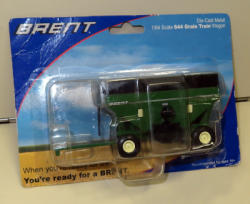 BRENT
Die-Cast Metal
1/64 Scale 644 Grain Train Wagon
BRENT
When you're
You're ready for a BRENT.